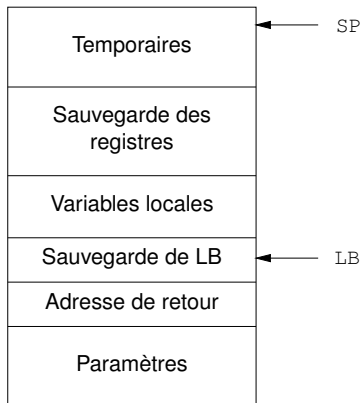 Temporaires
SP
Sauvegarde des
registres
Variables locales
Sauvegarde de LB
LB
Adresse de retour
Paramètres